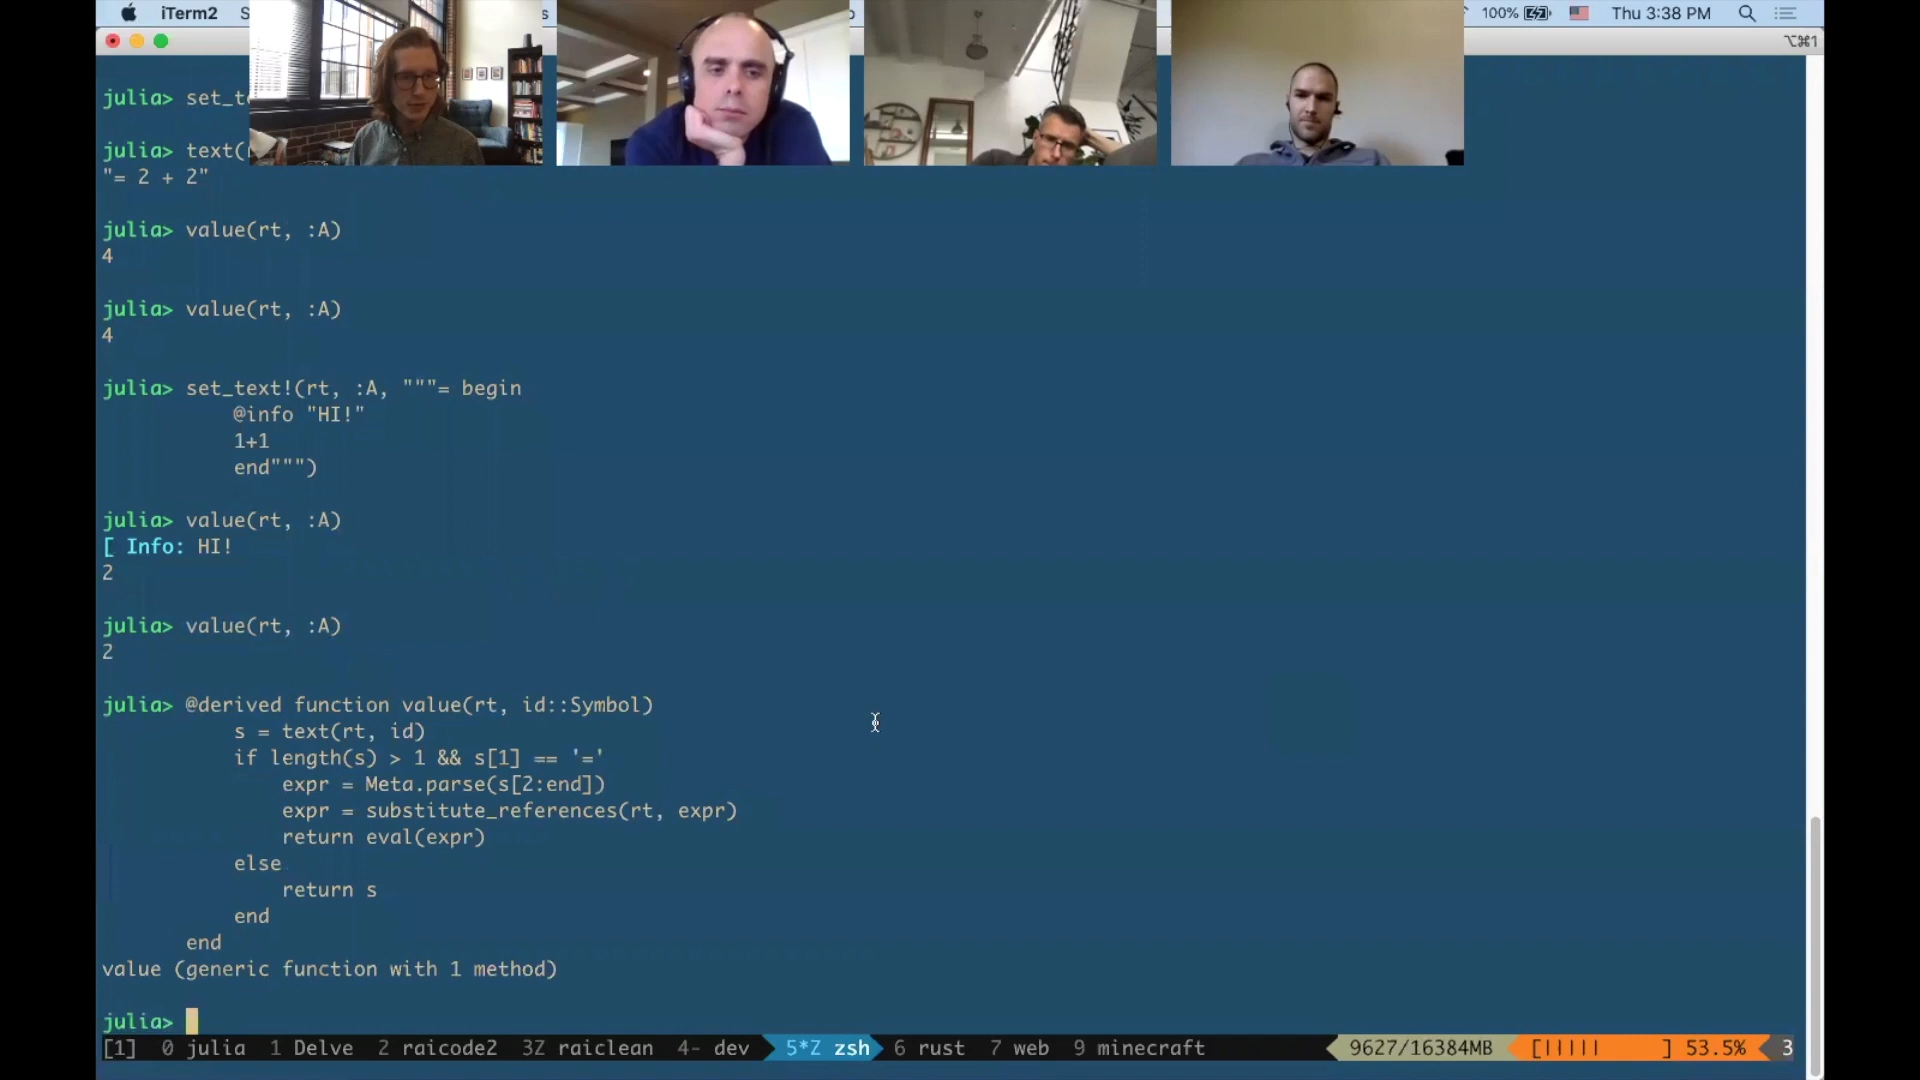 iTerm2 S
100% Thu 3:38 PM
⌥⌘1
julia> set_t
julia> text(
"= 2 + 2"
julia> value(rt, :A)
4
julia> value(rt, :A)
4
julia> set_text!(rt, :A, """= begin
@info "HI!"
1+1
end""")
julia> value(rt, :A)
[ Info: HI!
2
julia> value(rt, :A)
2
julia> @derived function value(rt, id::Symbol)
s = text(rt, id)
if length(s) > 1 && s[1] == '='
expr = Meta.parse(s[2:end])
expr = substitute_references(rt, expr)
return eval(expr)
else
return s
end
end
value (generic function with 1 method)
julia>
[1] 0 julia 1 Delve 2 raicode2 3Z raiclean 4- dev 5*Z zsh 6 rust 7 web 9 minecraft 9627/16384MB [||||| ] 53.5% 3